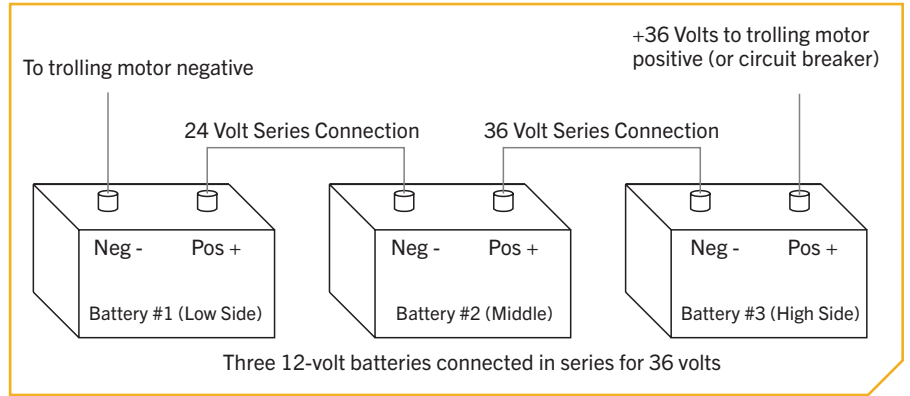 +36 Volts to trolling motor
positive (or circuit breaker)
To trolling motor negative
24 Volt Series Connection
36 Volt Series Connection
Neg -
Pos +
Neg -
Pos +
Neg -
Pos +
Battery #1 (Low Side)
Battery #2 (Middle)
Battery #3 (High Side)
Three 12-volt batteries connected in series for 36 volts